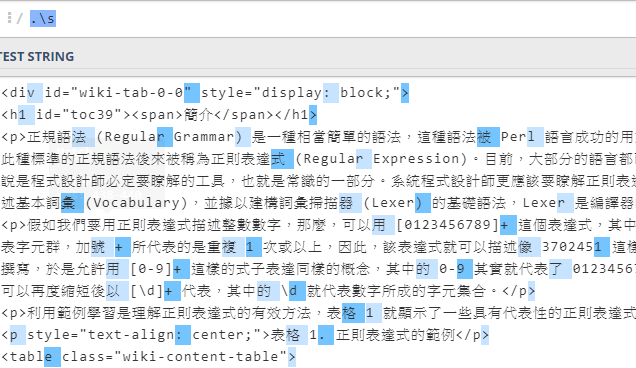 / .\s
TEST STRING
<div id="wiki-tab-0-0" style="display: block;">
<h1 id="toc39"><span>簡介</span></h1>
<p>正規語法 (Regular Grammar) 是一種相當簡單的語法，這種語法被 Perl 語言成功的用
此種標準的正規語法後來被稱為正則表達式 (Regular Expression)。目前，大部分的語言都
說是程式設計師必定要瞭解的工具，也就是常識的一部分。系統程式設計師更應該要瞭解正則表
述基本詞彙 (Vocabulary)，並據以建構詞彙掃描器 (Lexer) 的基礎語法，Lexer 是編譯器
<p>假如我們要用正則表達式描述整數數字，那麼，可以用 [0123456789]+ 這個表達式，其中
表字元群，加號 + 所代表的是重複 1 次或以上，因此，該表達式就可以描述像 3702451 這樣
撰寫，於是允許用 [0-9]+ 這樣的式子表達同樣的概念，其中的 0-9 其實就代表了 0123456
可以再度縮短後以 [\d]+ 代表，其中的 \d 就代表數字所成的字元集合。</p>
<p>利用範例學習是理解正則表達式的有效方法，表格 1 就顯示了一些具有代表性的正則表達式
<p style="text-align: center;">表格 1. 正則表達式的範例</p>
<table class="wiki-content-table">